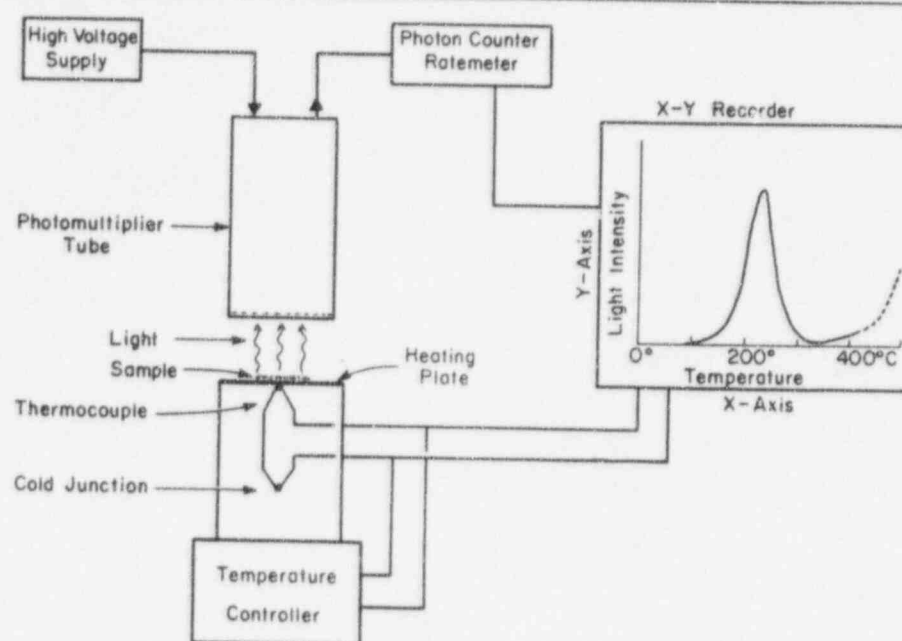 High Voltage
Supply
Photon Counter
Ratemeter
X-Y Recorder
Photomultiplier
Tube
Y-Axis
Light Intensity
Light
Sample
Heating
Plate
0° 200° 400°C
Temperature
X-Axis
Thermocouple
Cold Junction
Temperature
Controller